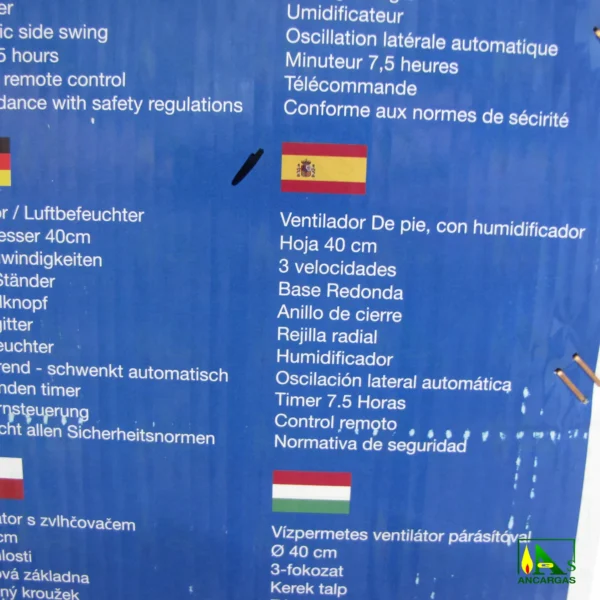 er
ic side swing
5 hours
remote control
dance with safety regulations
Umidificateur
Oscillation latérale automatique
Minuteur 7,5 heures
Télécommande
Conforme aux normes de sécirité
or / Luftbefeuchter
esser 40cm
windigkeiten
Ständer
lknopf
gitter
euchter
rend - schwenkt automatisch
nden timer
rnsteuerung
cht allen Sicherheitsnormen
Ventilador De pie, con humidificador
Hoja 40 cm
3 velocidades
Base Redonda
Anillo de cierre
Rejilla radial
Humidificador
Oscilación lateral automática
Timer 7.5 Horas
Control remoto
Normativa de seguridad
átor s zvlhčovačem
cm
hlosti
ová základna
ný kroužek
Vízpermetes ventilátor párásítóval
Ø 40 cm
3-fokozat
Kerek talp
As
ANCARGAS